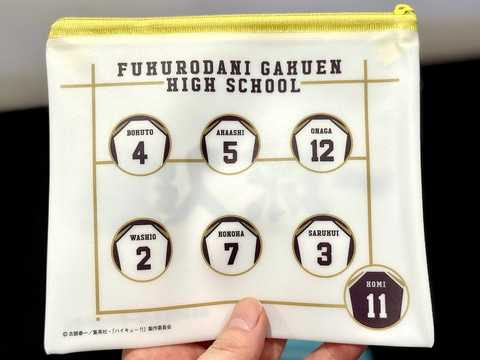 FUKURODANI GAKUEN
HIGH SCHOOL
BOKUTO
4
AKAASHI
5
ONAGA
12
WASHIO
2
KONOHA
7
SARUKUI
3
KOMI
11
© 古舘春一／集英社・「ハイキュー!!」製作委員会